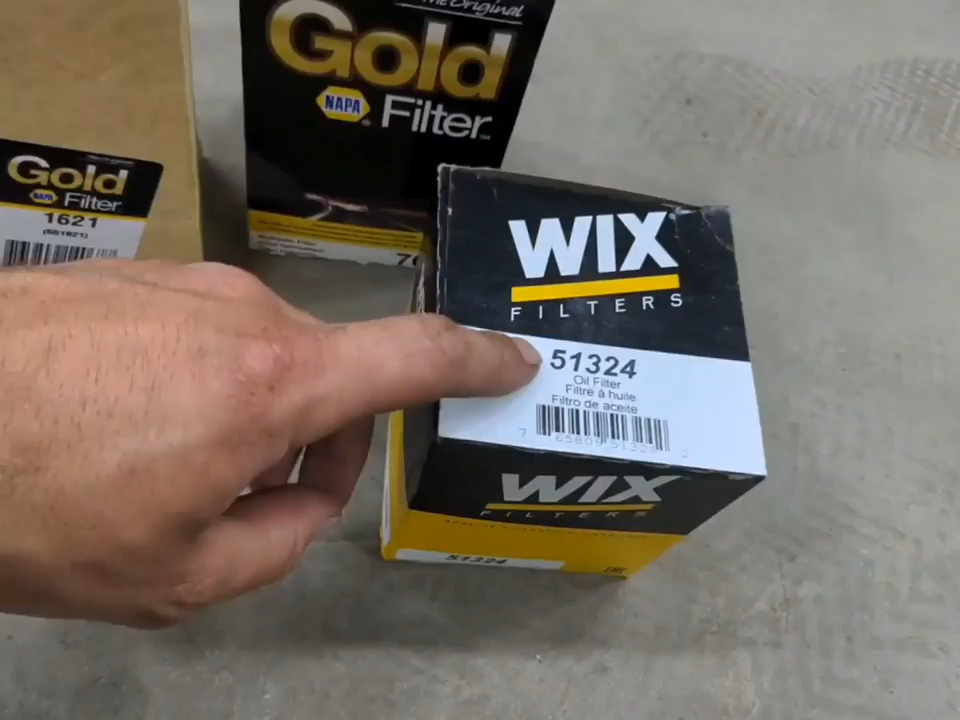 The Original
Gold
NAPA
Filter
Gold
NAPA
Filter
1621
WIX
FILTERS
51324
Oil Filter
Filtre à huile
Filtro de aceite
WIX
FILTERS
51324
EAC